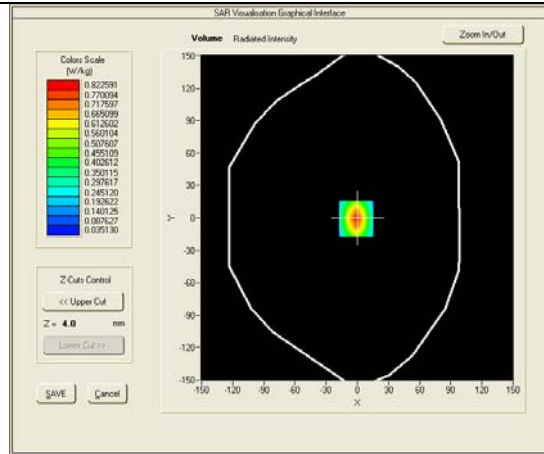 SAR Visualisation Graphical Interface
Volume Radiated Intensity
Zoom In/Out
Colors Scale
(W/kg)
0.822591
0.770094
0.717597
0.665099
0.612602
0.560104
0.507607
0.455109
0.402612
0.350115
0.297617
0.245120
0.192622
0.140125
0.087627
0.035130
Z Cuts Control
<< Upper Cut
Z = 4.0 mm
Lower Cut >>
SAVE
Cancel
150-
120-
90-
60-
30-
0-
-30-
-60-
-90-
-120-
-150-
Y
-150 -120 -90 -60 -30 0 30 60 90 120 150
X